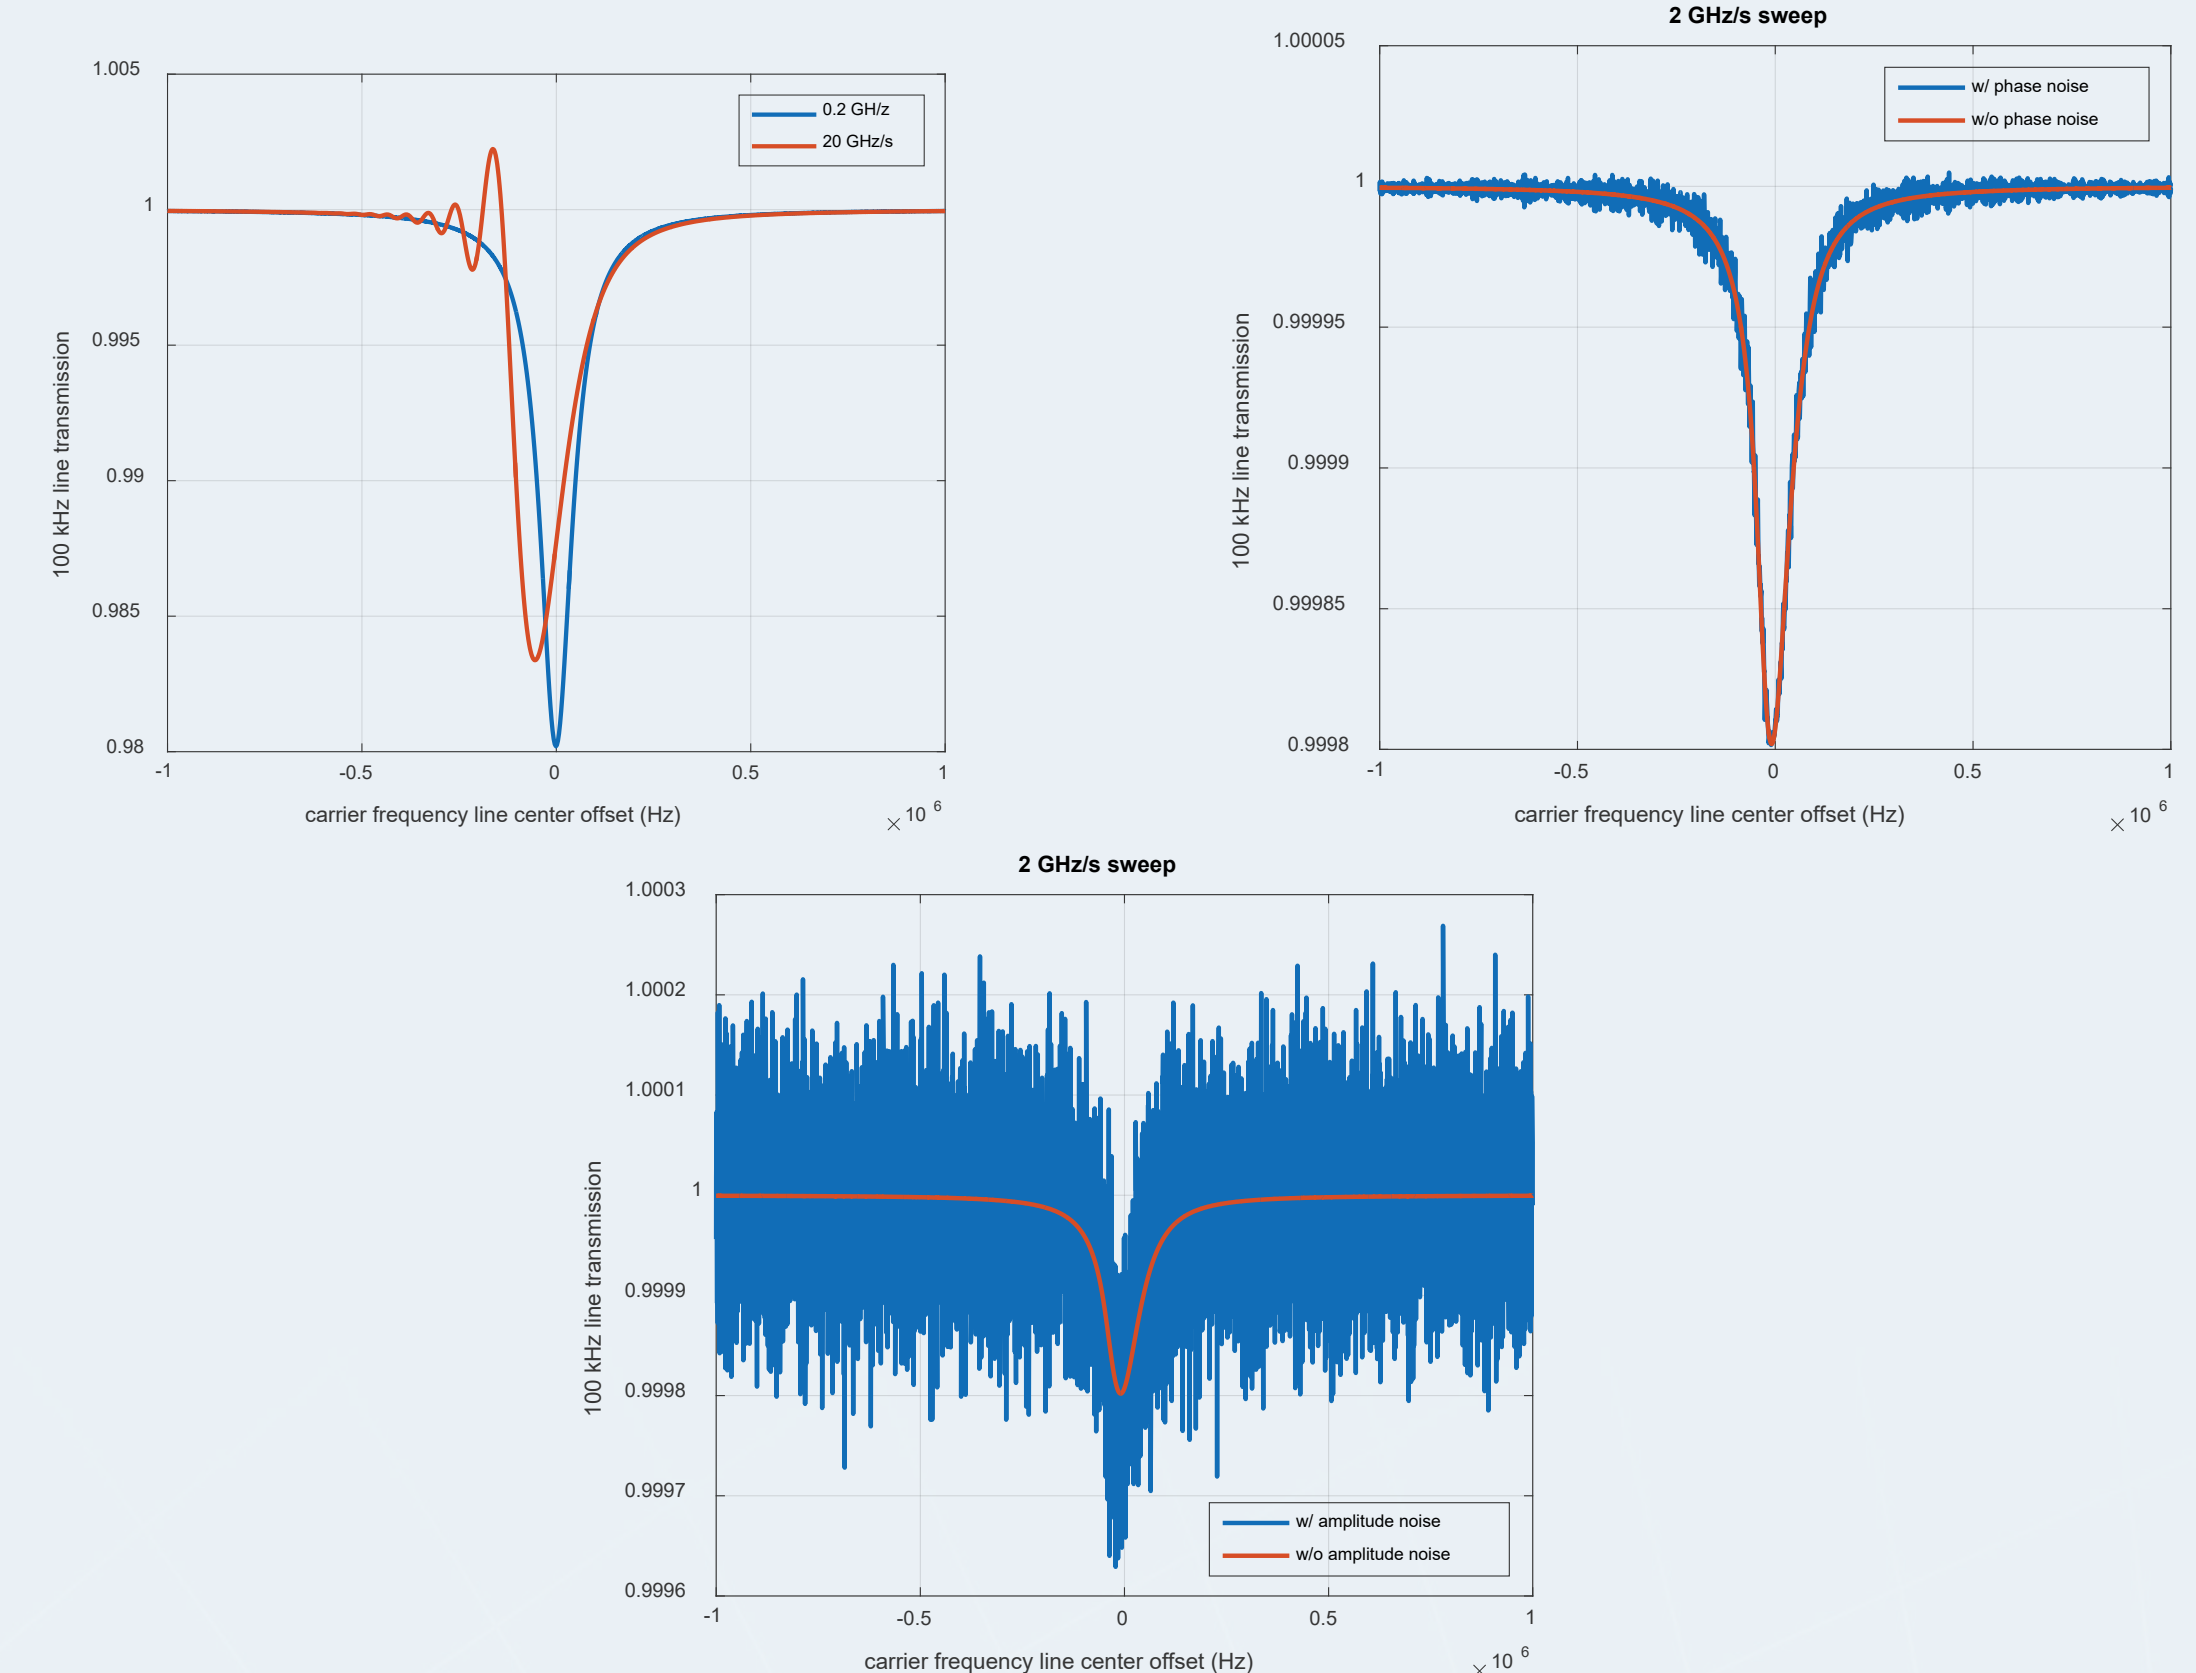 1.005
1
0.995
0.99
0.985
0.98
-1
-0.5
0
0.5
1
× 10 6
100 kHz line transmission
carrier frequency line center offset (Hz)
0.2 GH/z
20 GHz/s
2 GHz/s sweep
1.00005
1
0.99995
0.9999
0.99985
0.9998
-1
-0.5
0
0.5
1
× 10 6
100 kHz line transmission
carrier frequency line center offset (Hz)
w/ phase noise
w/o phase noise
2 GHz/s sweep
1.0003
1.0002
1.0001
1
0.9999
0.9998
0.9997
0.9996
-1
-0.5
0
0.5
1
× 10 6
100 kHz line transmission
carrier frequency line center offset (Hz)
w/ amplitude noise
w/o amplitude noise